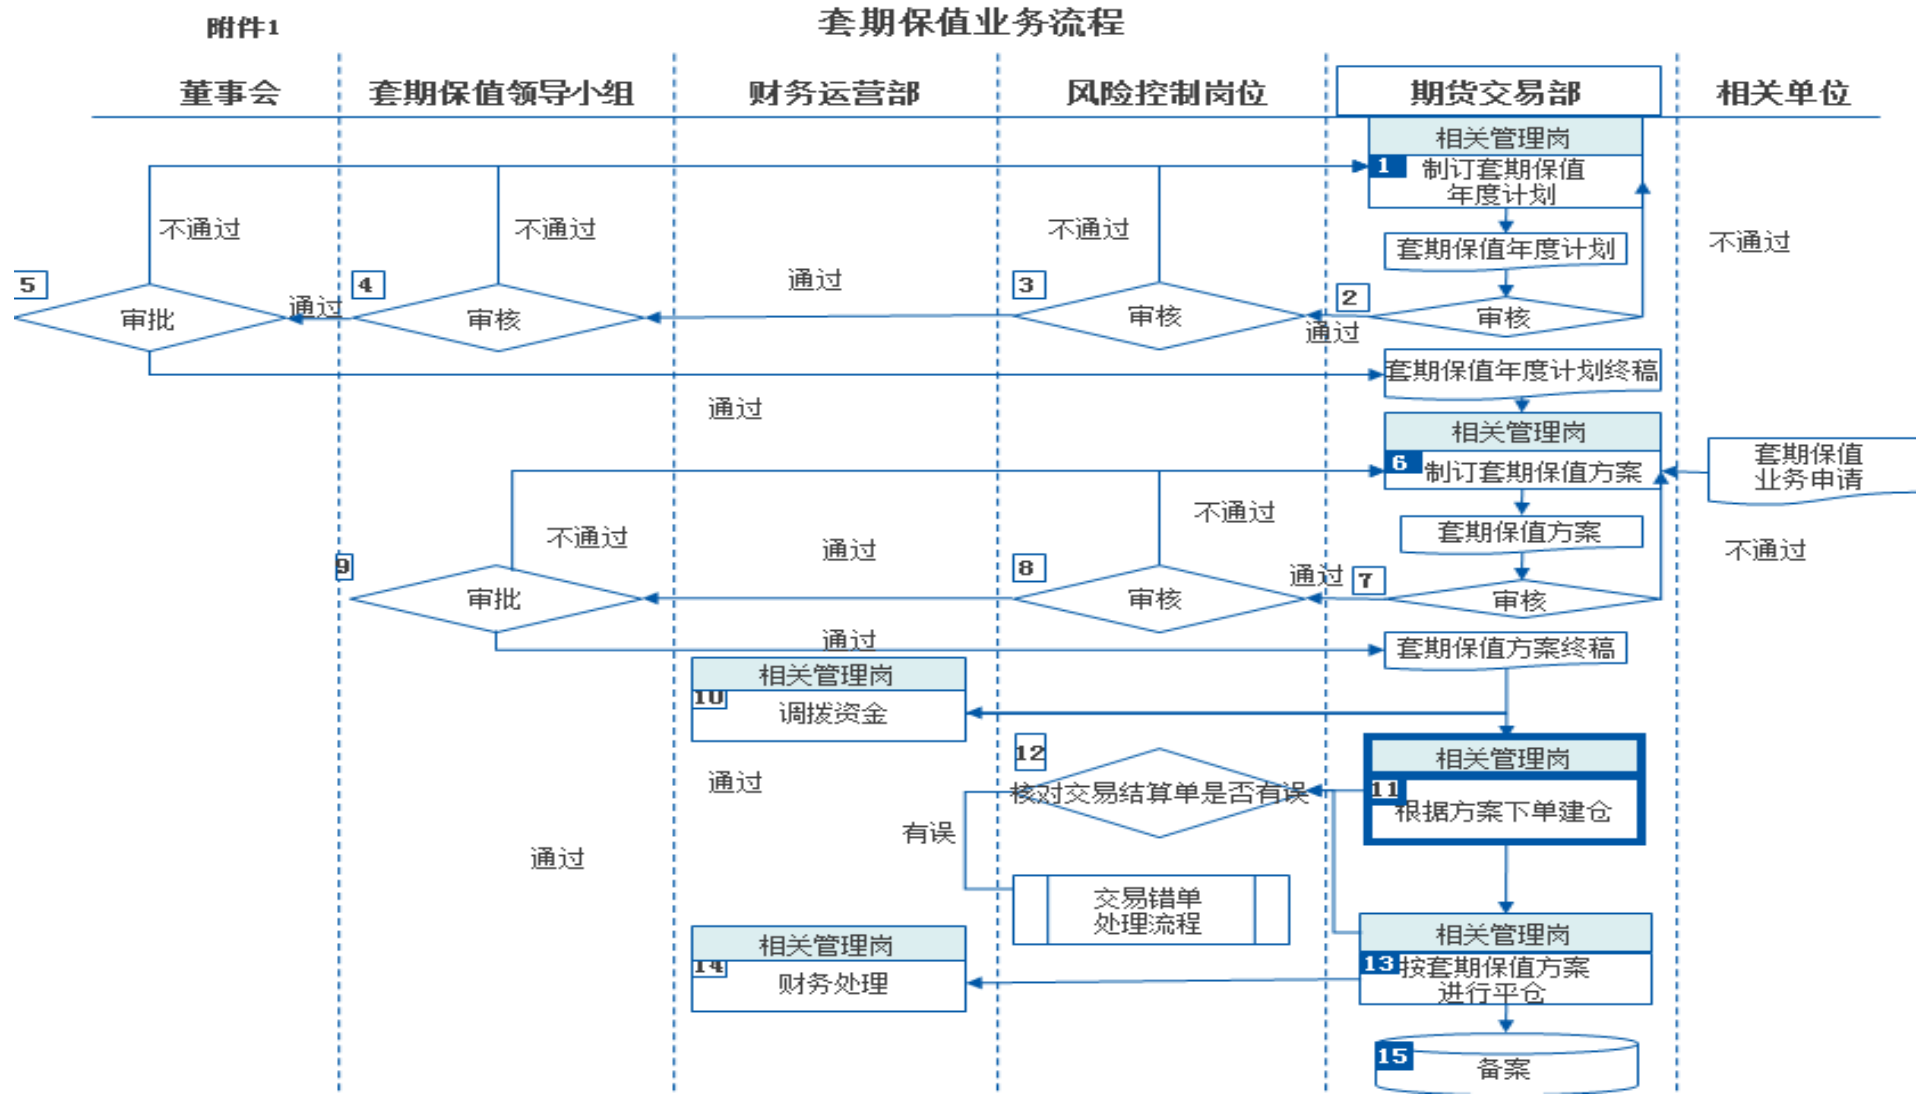 附件1
套期保值业务流程
董事会
套期保值领导小组
财务运营部
风险控制岗位
期货交易部
相关单位
相关管理岗
1
制订套期保值
年度计划
不通过
不通过
不通过
不通过
套期保值年度计划
5
4
通过
3
2
通过
审批
审核
审核
通过
审核
套期保值年度计划终稿
通过
相关管理岗
6
制订套期保值方案
套期保值
业务申请
不通过
不通过
通过
套期保值方案
不通过
9
8
通过
7
审批
审核
审核
通过
套期保值方案终稿
相关管理岗
10
调拨资金
12
相关管理岗
通过
核对交易结算单是否有误
11
根据方案下单建仓
有误
通过
交易错单
处理流程
相关管理岗
14
财务处理
相关管理岗
13
按套期保值方案
进行平仓
15
备案